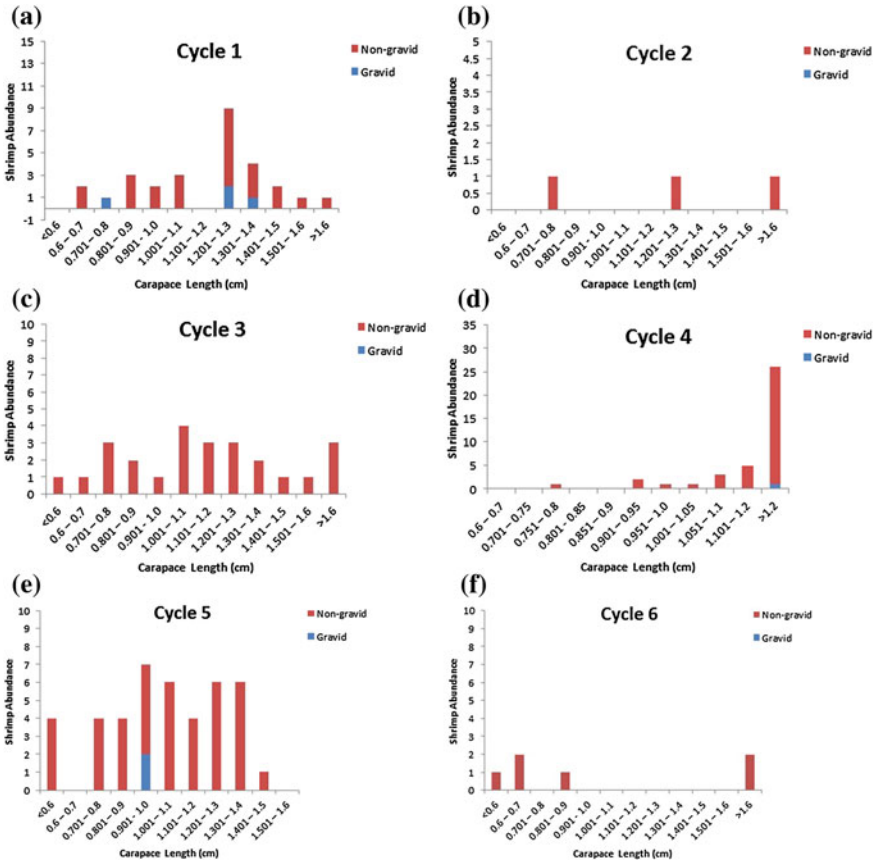 (a)
Cycle 1
Non-gravid
Gravid
Shrimp Abundance
15
13
11
9
7
5
3
1
-1
<0.6
0.6 – 0.7
0.701 – 0.8
0.801 – 0.9
0.901 - 1.0
1.001 – 1.1
1.101 – 1.2
1.201 – 1.3
1.301 – 1.4
1.401 – 1.5
1.501 – 1.6
>1.6
Carapace Length (cm)
(b)
Cycle 2
Non-gravid
Gravid
Shrimp Abundance
5
4.5
4
3.5
3
2.5
2
1.5
1
0.5
0
<0.6
0.6 – 0.7
0.701 – 0.8
0.801 – 0.9
0.901 - 1.0
1.001 – 1.1
1.101 – 1.2
1.201 – 1.3
1.301 – 1.4
1.401 – 1.5
1.501 – 1.6
>1.6
Carapace Length (cm)
(c)
Cycle 3
Non-gravid
Gravid
Shrimp Abundance
10
9
8
7
6
5
4
3
2
1
0
<0.6
0.6 – 0.7
0.701 – 0.8
0.801 – 0.9
0.901 - 1.0
1.001 – 1.1
1.101 – 1.2
1.201 – 1.3
1.301 – 1.4
1.401 – 1.5
1.501 – 1.6
>1.6
Carapace Length (cm)
(d)
Cycle 4
Non-gravid
Gravid
Shrimp Abundance
35
30
25
20
15
10
5
0
0.6 – 0.7
0.701 – 0.75
0.751 – 0.8
0.801 – 0.85
0.851 – 0.9
0.901 – 0.95
0.951 – 1.0
1.001 – 1.05
1.051 – 1.1
1.101 – 1.2
>1.2
Carapace Length (cm)
(e)
Cycle 5
Non-gravid
Gravid
Shrimp Abundance
10
9
8
7
6
5
4
3
2
1
0
<0.6
0.6 – 0.7
0.701 – 0.8
0.801 – 0.9
0.901 - 1.0
1.001 – 1.1
1.101 – 1.2
1.201 – 1.3
1.301 – 1.4
1.401 – 1.5
1.501 – 1.6
Carapace Length (cm)
(f)
Cycle 6
Non-gravid
Gravid
Shrimp Abundance
10
9
8
7
6
5
4
3
2
1
0
<0.6
0.6 – 0.7
0.701 – 0.8
0.801 – 0.9
0.901 - 1.0
1.001 – 1.1
1.101 – 1.2
1.201 – 1.3
1.301 – 1.4
1.401 – 1.5
1.501 – 1.6
>1.6
Carapace Length (cm)